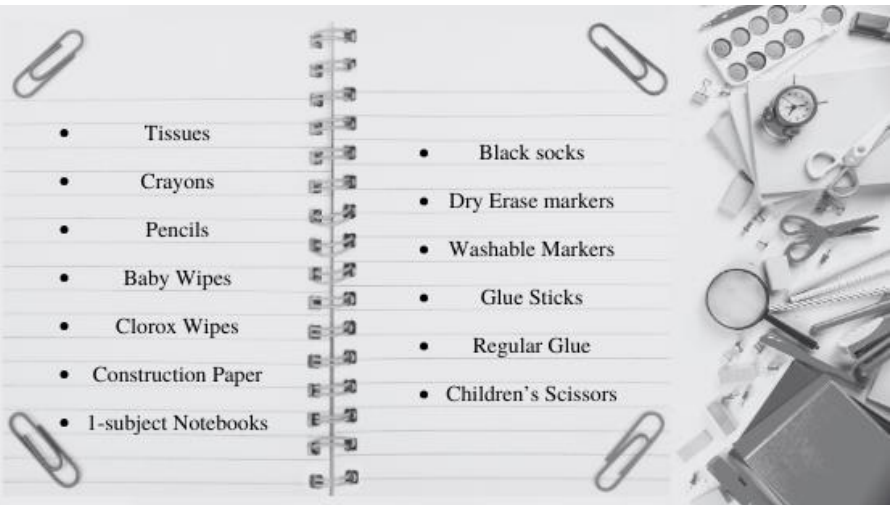 • Tissues
• Crayons
• Pencils
• Baby Wipes
• Clorox Wipes
• Construction Paper
• 1-subject Notebooks
• Black socks
• Dry Erase markers
• Washable Markers
• Glue Sticks
• Regular Glue
• Children's Scissors